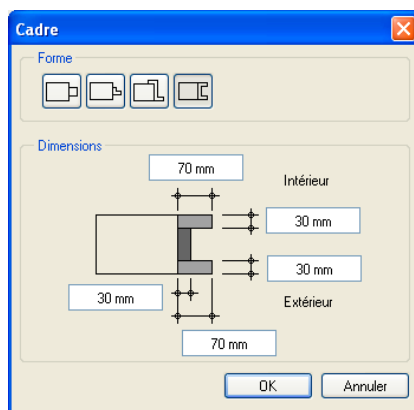 Cadre
Forme
Dimensions
70 mm
Intérieur
30 mm
30 mm
30 mm
Extérieur
70 mm
OK
Annuler